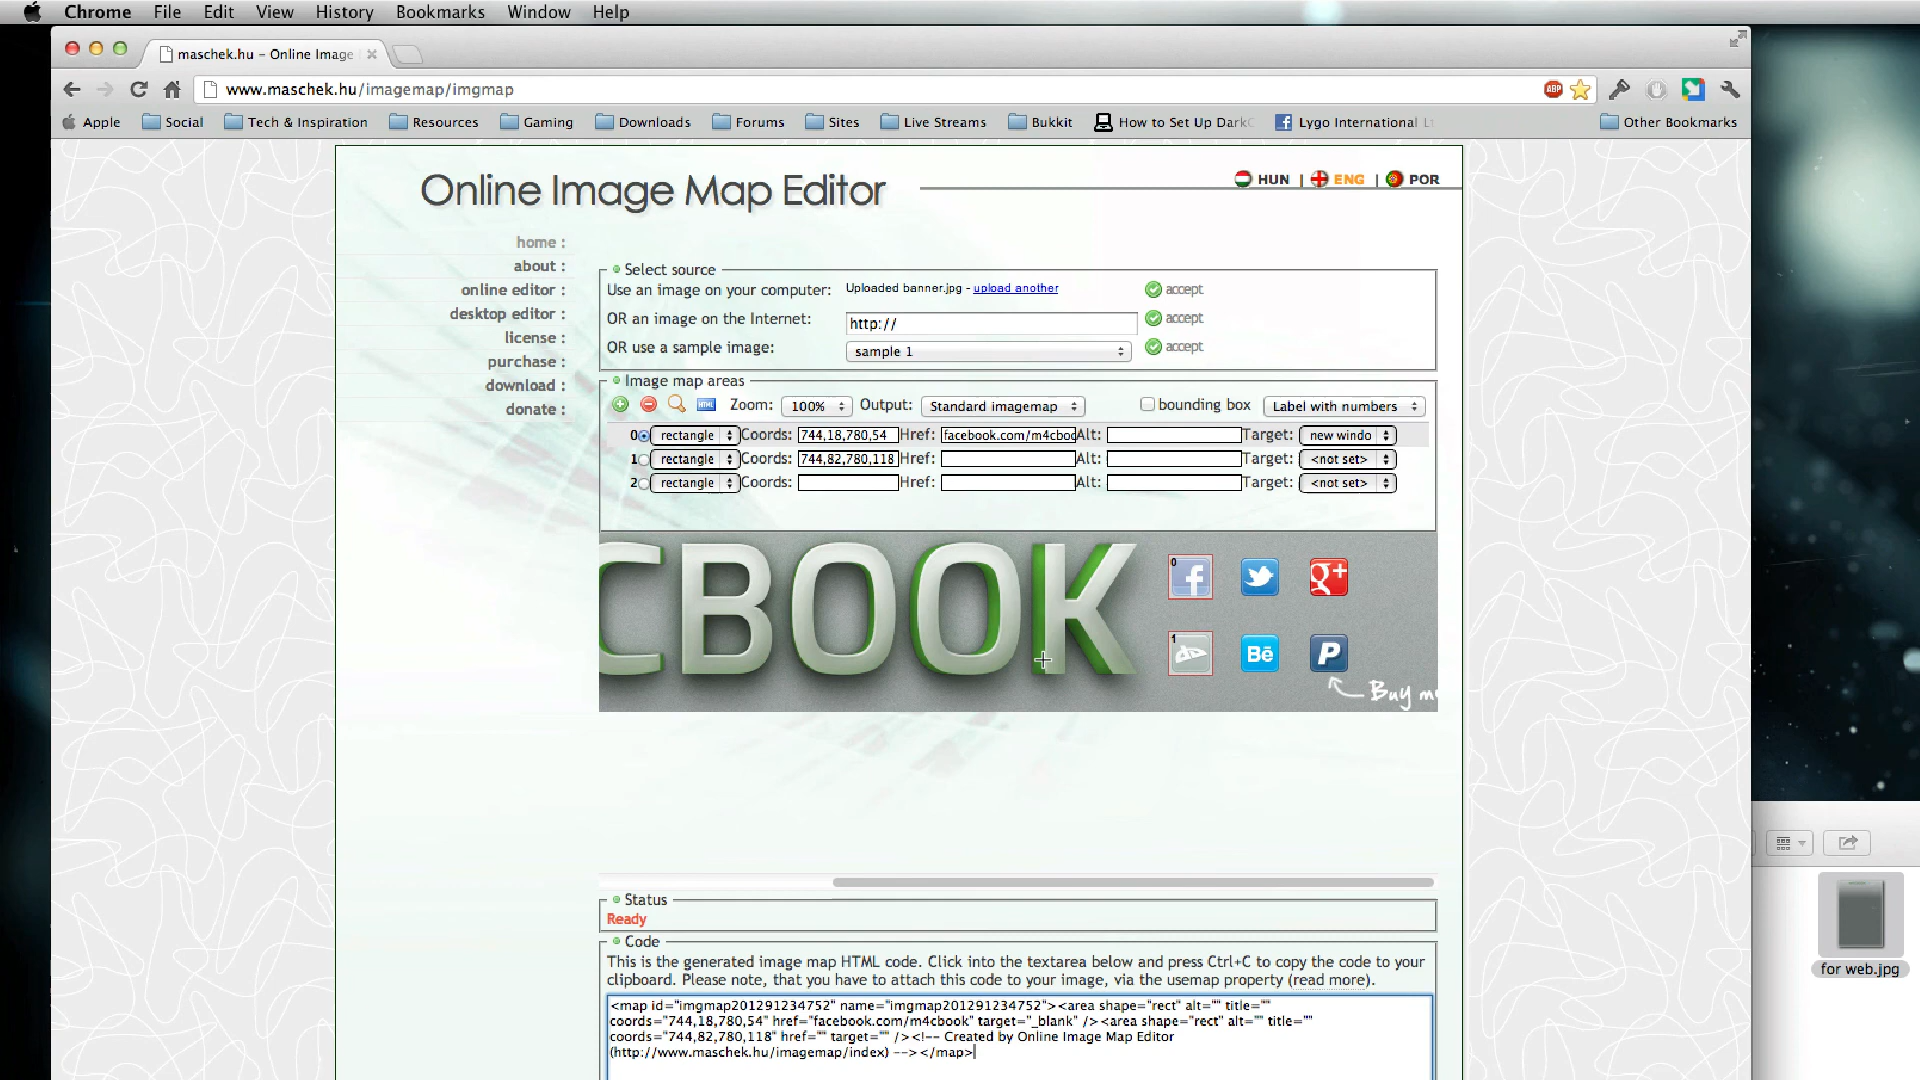 Chrome File Edit View History Bookmarks Window Help
maschek.hu – Online Image
www.maschek.hu/imagemap/imgmap
ABP
Apple Social Tech & Inspiration Resources Gaming Downloads Forums Sites Live Streams Bukkit How to Set Up Dark Lygo International Other Bookmarks
Online Image Map Editor
HUN | ENG | POR
home :
about :
online editor :
desktop editor :
license :
purchase :
download :
donate :
Select source
Use an image on your computer: Uploaded banner.jpg - upload another accept
OR an image on the Internet: http:// accept
OR use a sample image: sample 1 accept
Image map areas
HTML Zoom: 100% Output: Standard imagemap bounding box Label with numbers
0 rectangle Coords: 744,18,780,54 Href: facebook.com/m4cboo Alt: Target: new windo
1 rectangle Coords: 744,82,780,118 Href: Alt: Target: <not set>
2 rectangle Coords: Href: Alt: Target: <not set>
CBOOK
0 f g+
1 Bē P
Buy m
Status
Ready
Code
This is the generated image map HTML code. Click into the textarea below and press Ctrl+C to copy the code to your
clipboard. Please note, that you have to attach this code to your image, via the usemap property (read more).
<map id="imgmap201291234752" name="imgmap201291234752"><area shape="rect" alt="" title=""
coords="744,18,780,54" href="facebook.com/m4cbook" target="_blank" /><area shape="rect" alt="" title=""
coords="744,82,780,118" href="" target="" /><!-- Created by Online Image Map Editor
(http://www.maschek.hu/imagemap/index) --></map>
for web.jpg